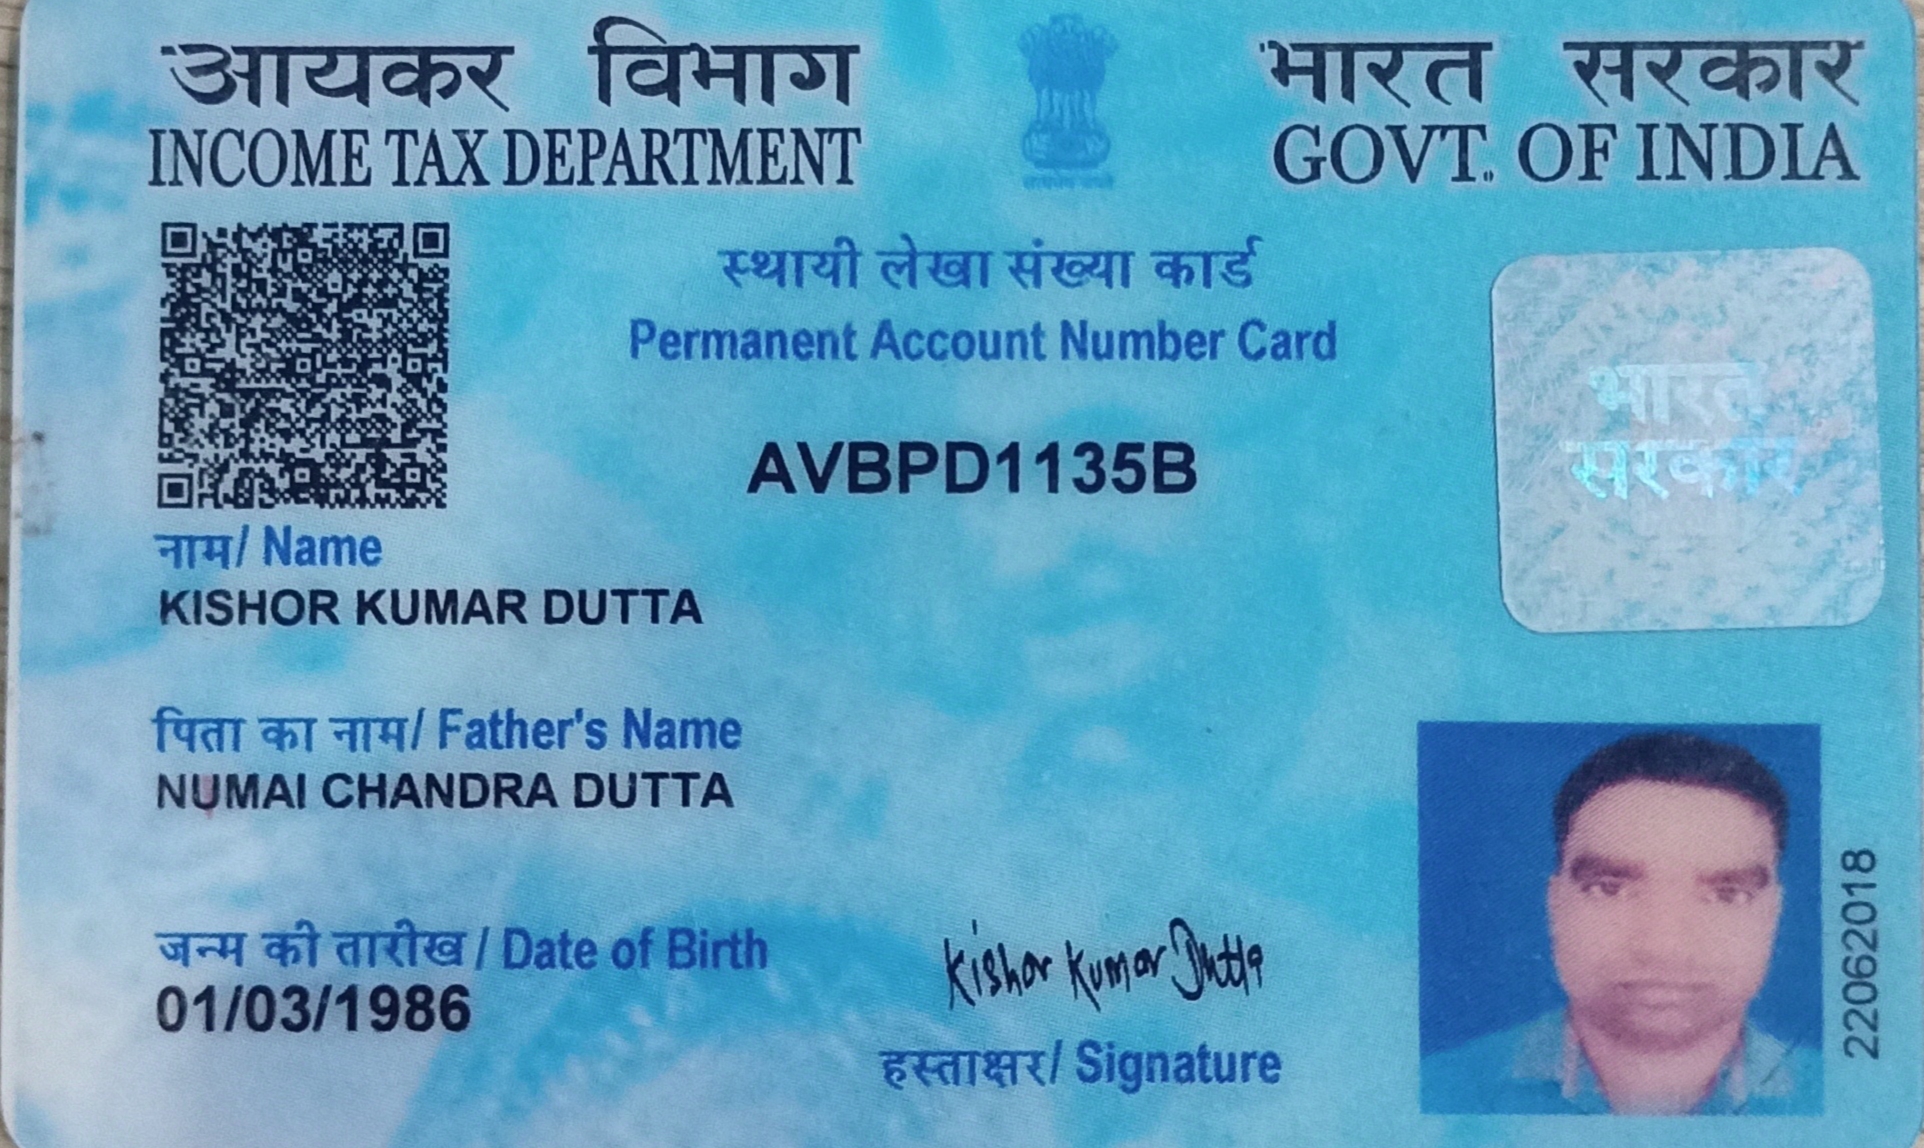 आयकर विभाग
INCOME TAX DEPARTMENT
भारत सरकार
GOVT. OF INDIA
स्थायी लेखा संख्या कार्ड
Permanent Account Number Card
AVBPD1135B
भारत
सरकार
नाम/ Name
KISHOR KUMAR DUTTA
पिता का नाम/ Father's Name
NUMAI CHANDRA DUTTA
जन्म की तारीख / Date of Birth
01/03/1986
Kishor Kumar Dutta
हस्ताक्षर/ Signature
22062018